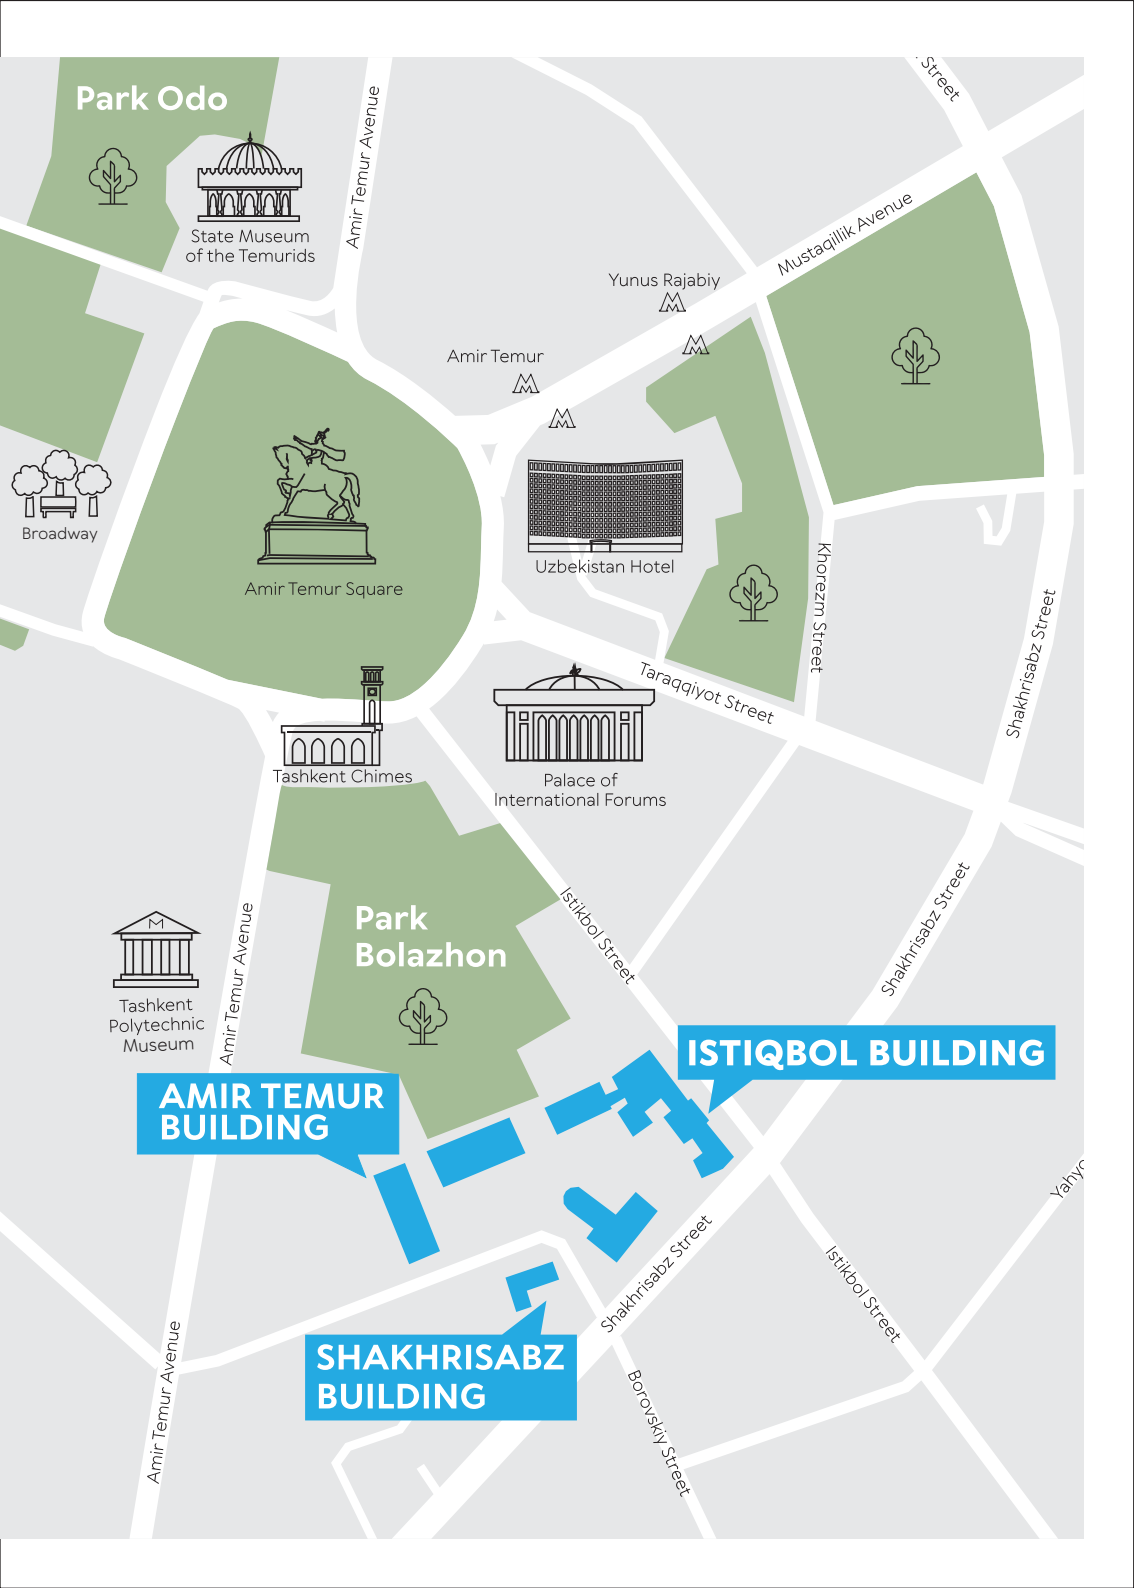 Street
Park Odo
Amir Temur Avenue
State Museum
of the Temurids
Mustaqillik Avenue
Yunus Rajabiy
M
M
Amir Temur
M
M
Broadway
Uzbekistan Hotel
Amir Temur Square
Khorezm Street
Shakhrisabz Street
Taraqqiyot Street
Tashkent Chimes
Palace of
International Forums
Shakhrisabz Street
Istikbol Street
Park
Bolazhon
Amir Temur Avenue
M
Tashkent
Polytechnic
Museum
ISTIQBOL BUILDING
AMIR TEMUR
BUILDING
Yahyo
Shakhrisabz Street
Istikbol Street
Amir Temur Avenue
SHAKHRISABZ
BUILDING
Borovskiy Street